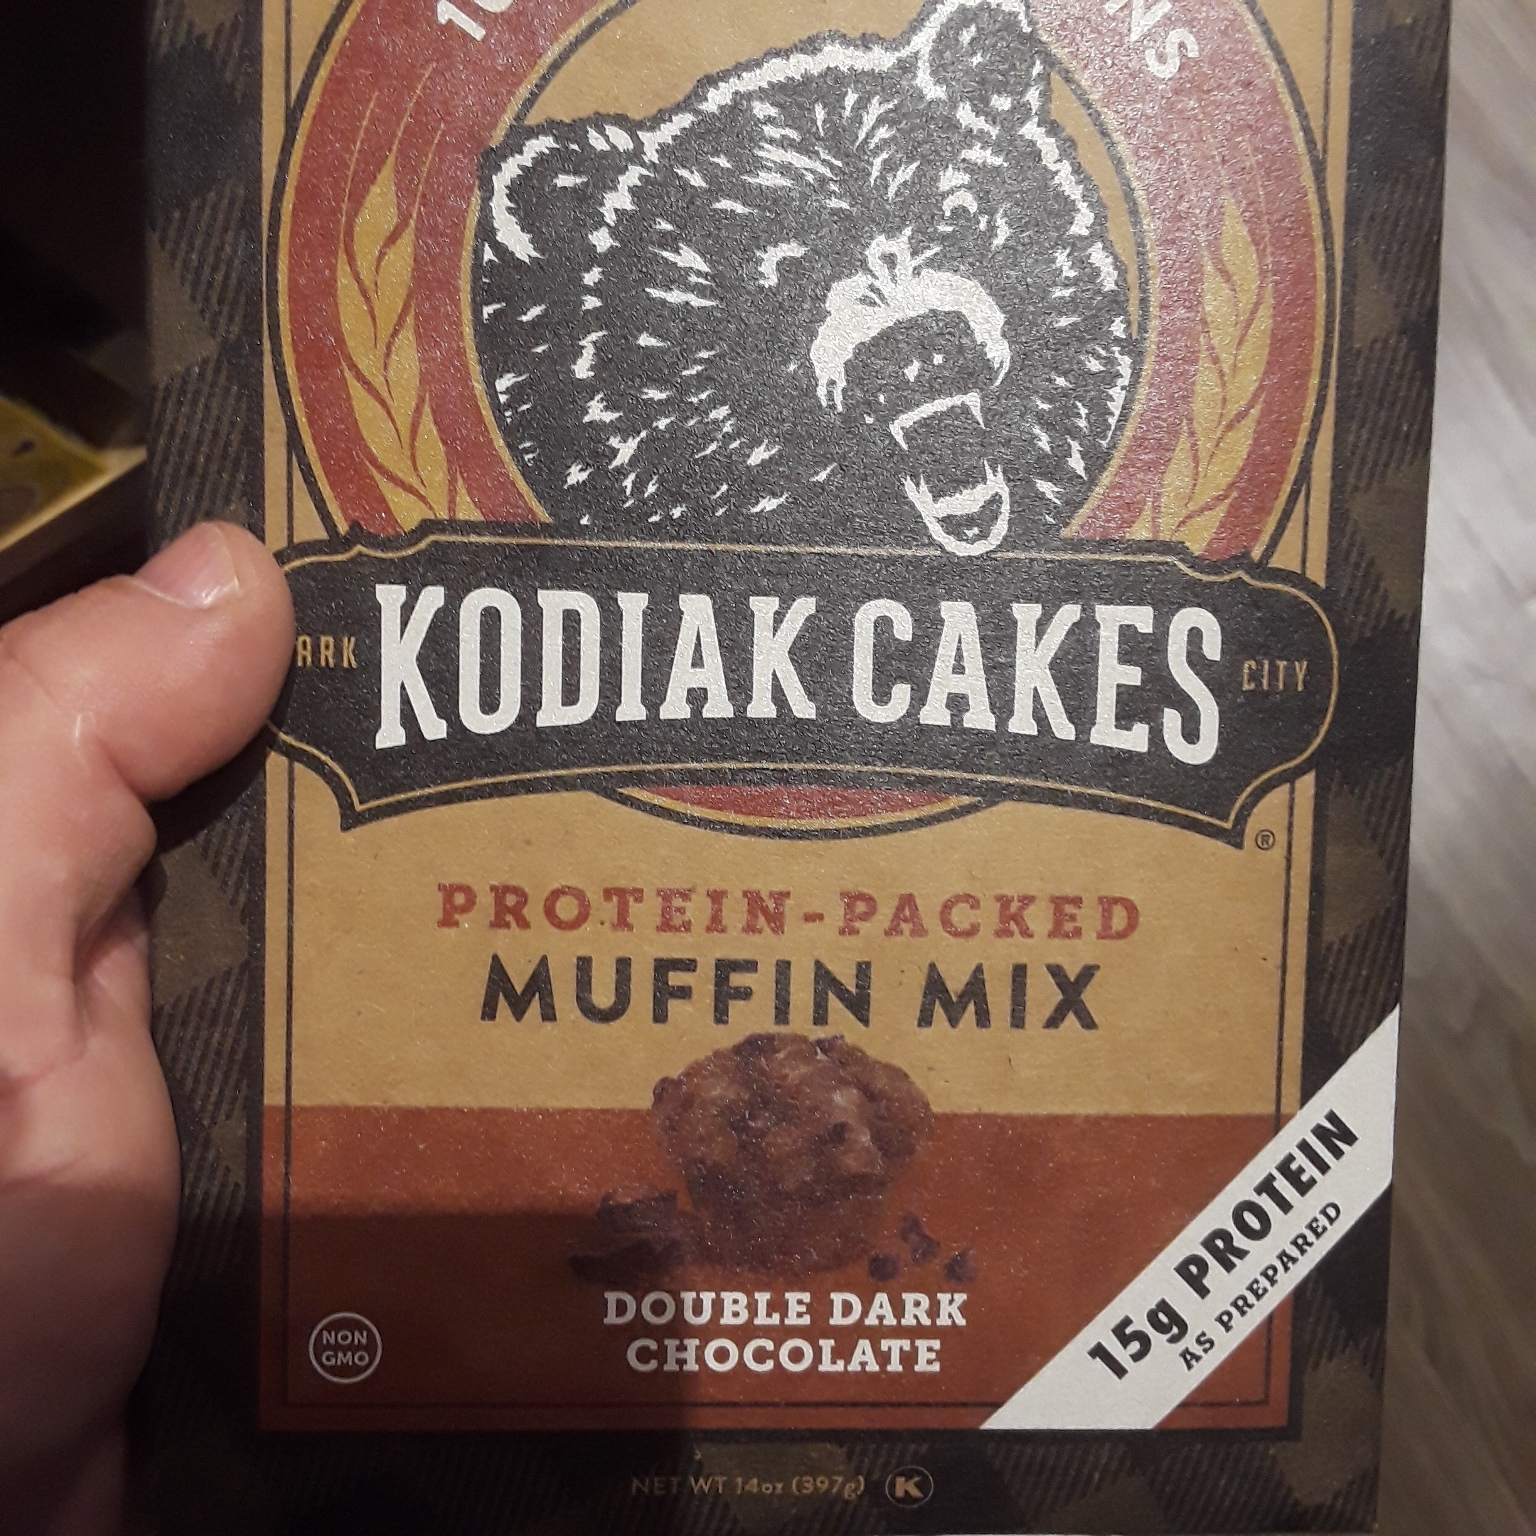 KODIAK CAKES
CITY
®
PROTEIN-PACKED
MUFFIN MIX
DOUBLE DARK
CHOCOLATE
NON
GMO
15g PROTEIN
AS PREPARED
NET WT 14oz (397g) K